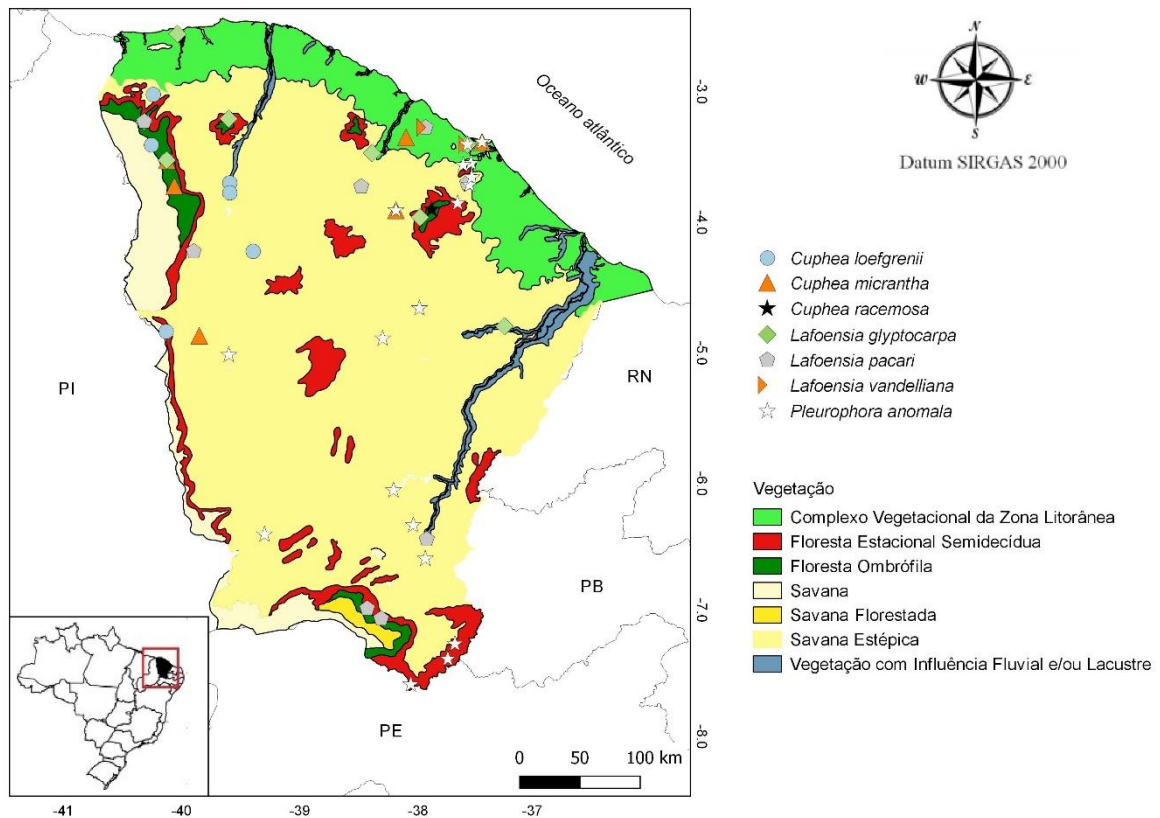 Oceano atlântico
PI
RN
PB
PE
0 50 100 km
-3.0
-4.0
-5.0
-6.0
-7.0
-8.0
-41 -40 -39 -38 -37
N
W E
S
Datum SIRGAS 2000
Cuphea loefgrenii
Cuphea micrantha
Cuphea racemosa
Lafoensia glyptocarpa
Lafoensia pacari
Lafoensia vandelliana
Pleurophora anomala
Vegetação
Complexo Vegetacional da Zona Litorânea
Floresta Estacional Semidecídua
Floresta Ombrófila
Savana
Savana Florestada
Savana Estépica
Vegetação com Influência Fluvial e/ou Lacustre